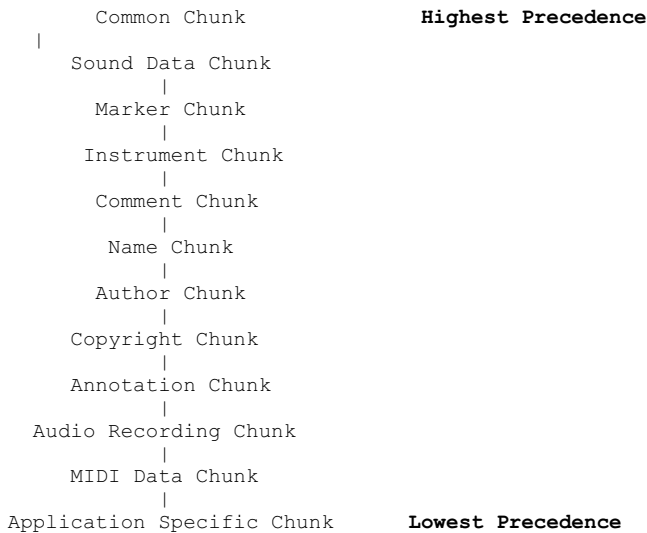 Common Chunk Highest Precedence
|
Sound Data Chunk
|
Marker Chunk
|
Instrument Chunk
|
Comment Chunk
|
Name Chunk
|
Author Chunk
|
Copyright Chunk
|
Annotation Chunk
|
Audio Recording Chunk
|
MIDI Data Chunk
|
Application Specific Chunk Lowest Precedence